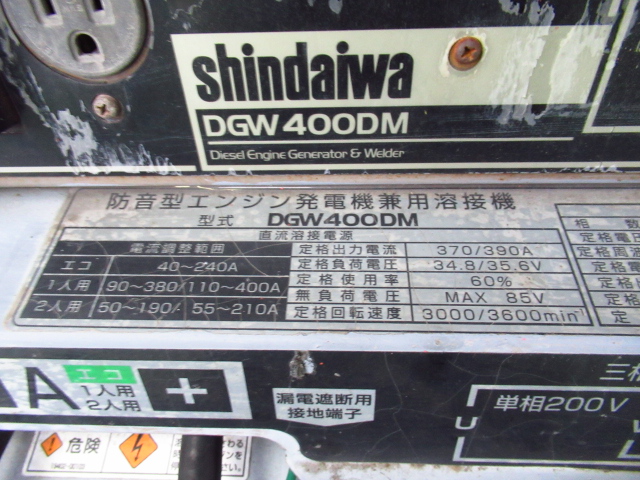 shindaiwa
DGW400DM
Diesel Engine Generator & Welder
防音型エンジン発電機兼用溶接機
型式 DGW400DM
直流溶接電源
電流調整範囲 定格出力電流 370/390A
エコ 40~240A 定格負荷電圧 34.8/35.6V
1人用 90~380/110~400A 定格使用率 60%
2人用 50~190/55~210A 無負荷電圧 MAX 85V
定格回転速度 3000/3600min
相数
定格電圧
定格周波
定格
定格
定格
A エコ +
1人用
2人用
漏電遮断用
接地端子
三相
単相200V
危険